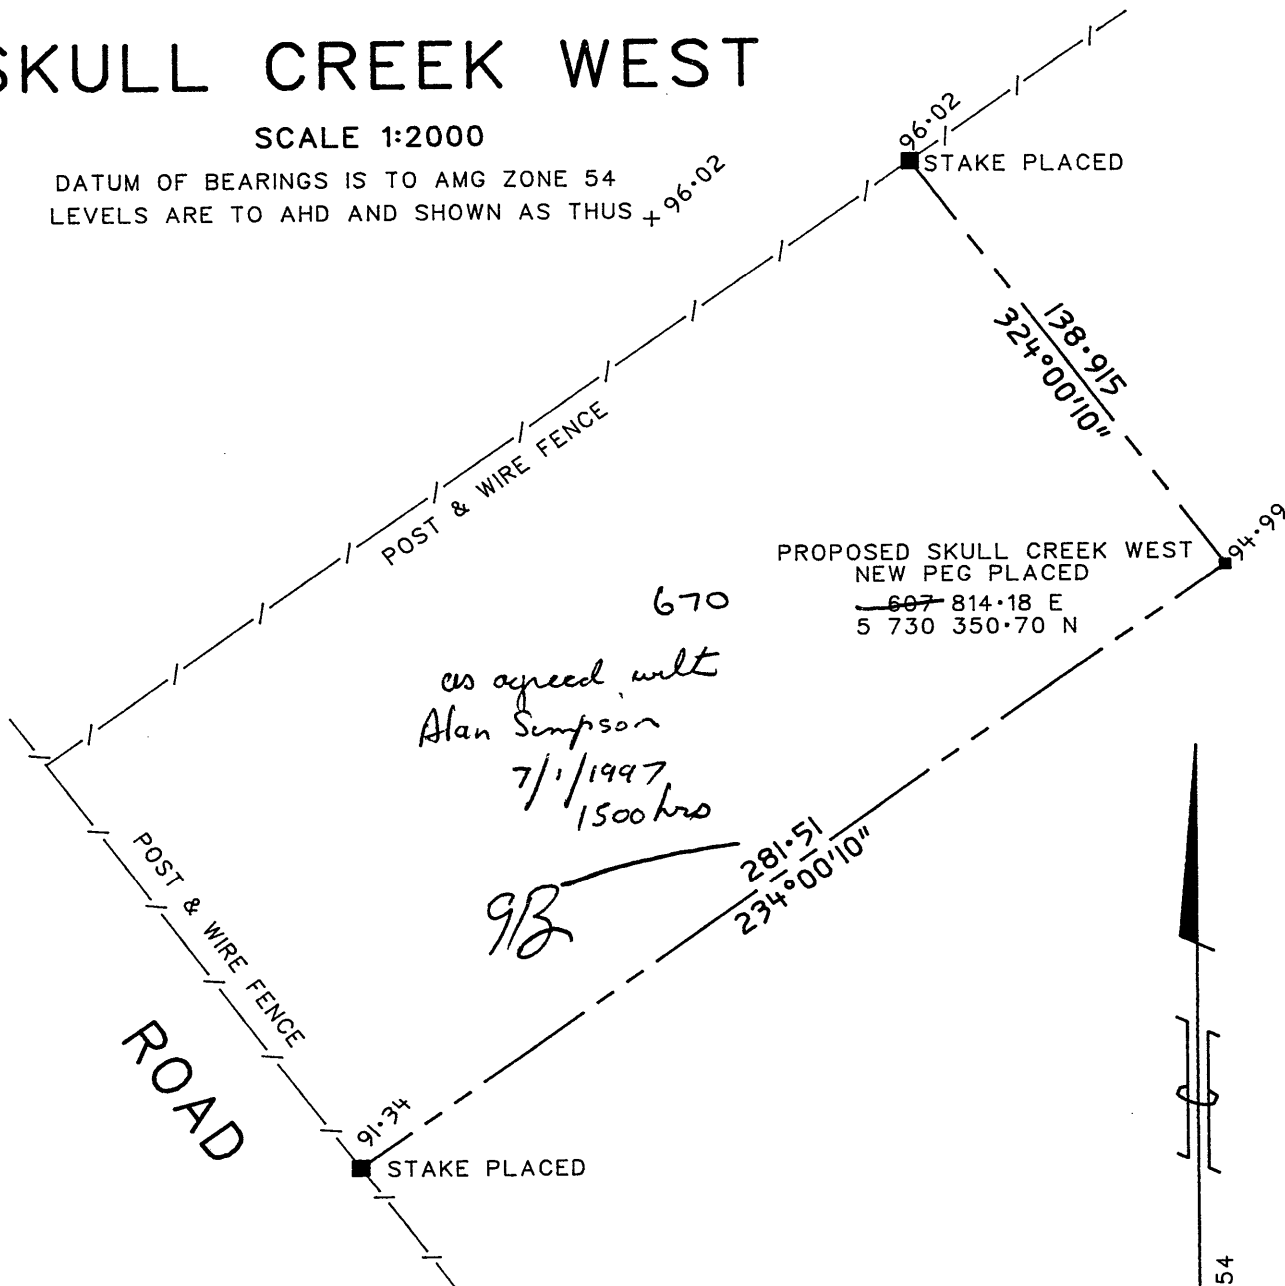 SKULL CREEK WEST
SCALE 1:2000
DATUM OF BEARINGS IS TO AMG ZONE 54
LEVELS ARE TO AHD AND SHOWN AS THUS + 96·02
96·02
STAKE PLACED
138·915
324°00'10"
POST & WIRE FENCE
94·99
PROPOSED SKULL CREEK WEST
NEW PEG PLACED
607 814·18 E
5 730 350·70 N
670
as agreed with
Alan Simpson
7/1/1997
1500 hrs
281·51
234°00'10"
POST & WIRE FENCE
ROAD
91·34
STAKE PLACED
54